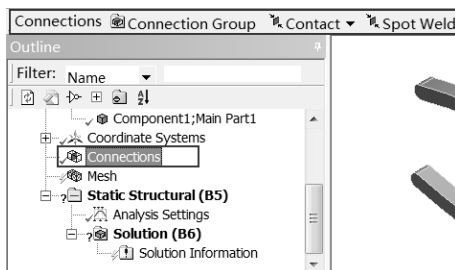 Connections Connection Group Contact Spot Weld
Outline
Filter: Name
Component1;Main Part1
Coordinate Systems
Connections
Mesh
Static Structural (B5)
Analysis Settings
Solution (B6)
Solution Information